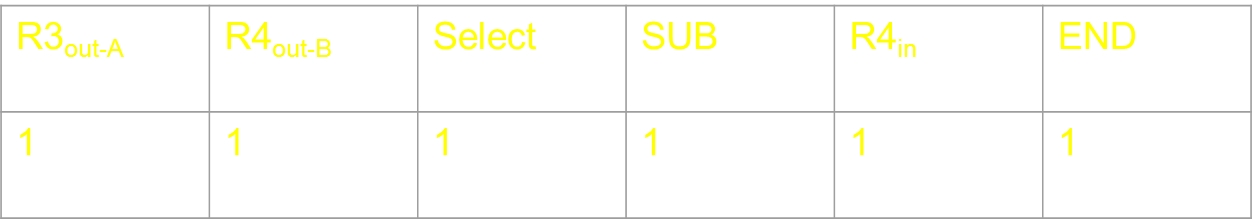 R3out-A R4out-B Select SUB R4in END
1 1 1 1 1 1